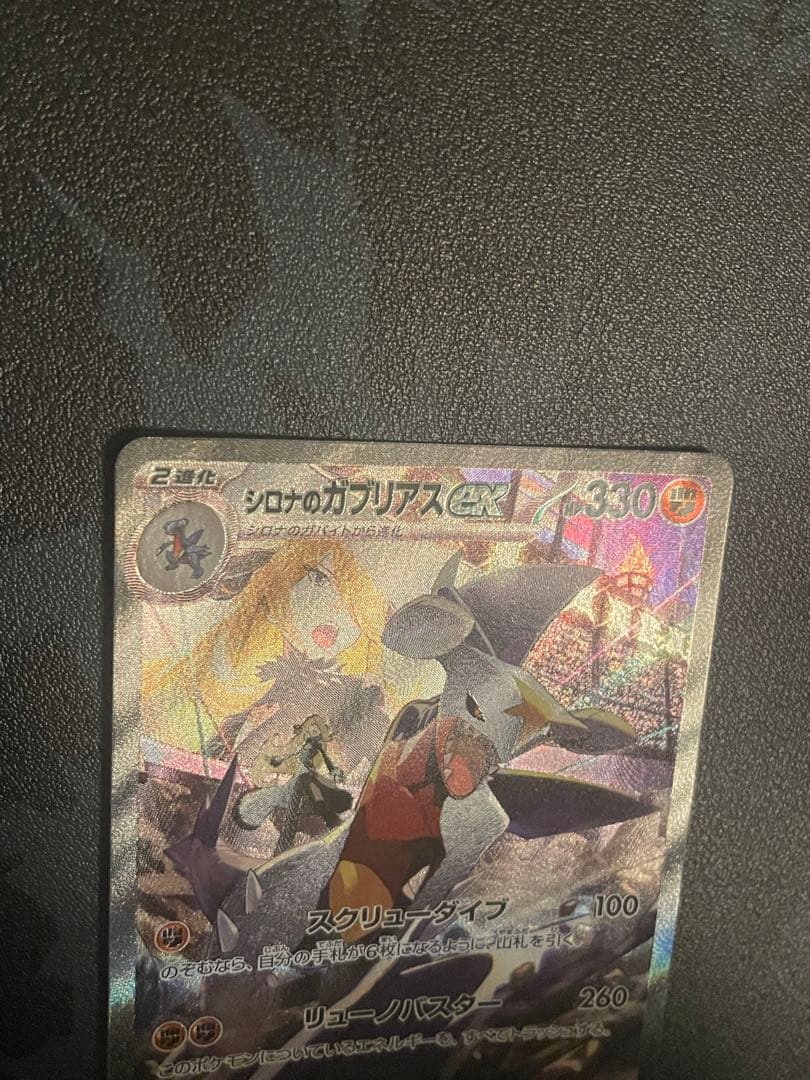 2進化
シロナのガブリアスex HP330
シロナのガバイトから進化
スクリューダイブ 100
のぞむなら、自分の手札が6枚になるように、山札を引く。
リューノバスター 260
このポケモンについているエネルギーを、すべてトラッシュする。